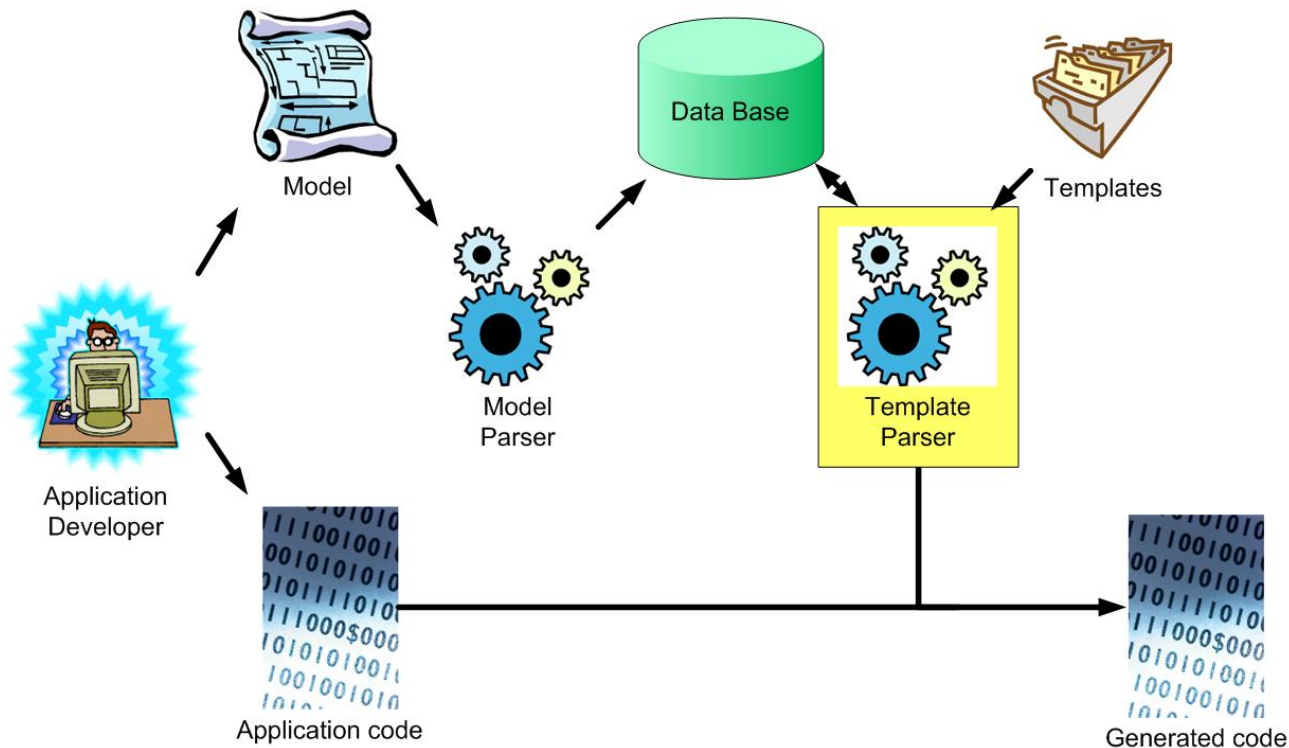 Data Base
Model
Templates
Model
Parser
Template
Parser
Application
Developer
Application code
Generated code